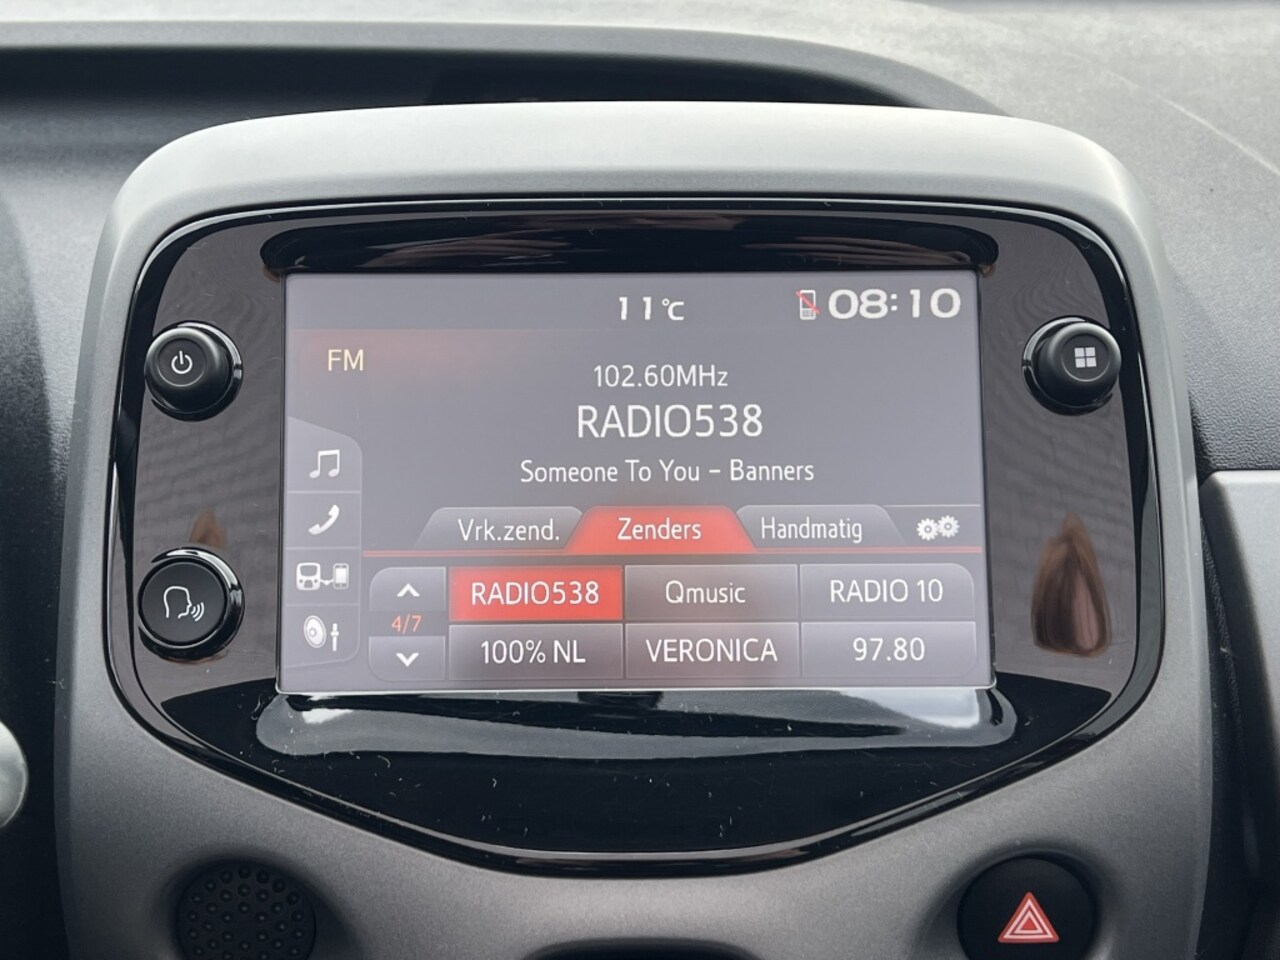 11°C 08:10
FM
102.60MHz
RADIO538
Someone To You - Banners
Vrk.zend. Zenders Handmatig
RADIO538 Qmusic RADIO 10
4/7
100% NL VERONICA 97.80